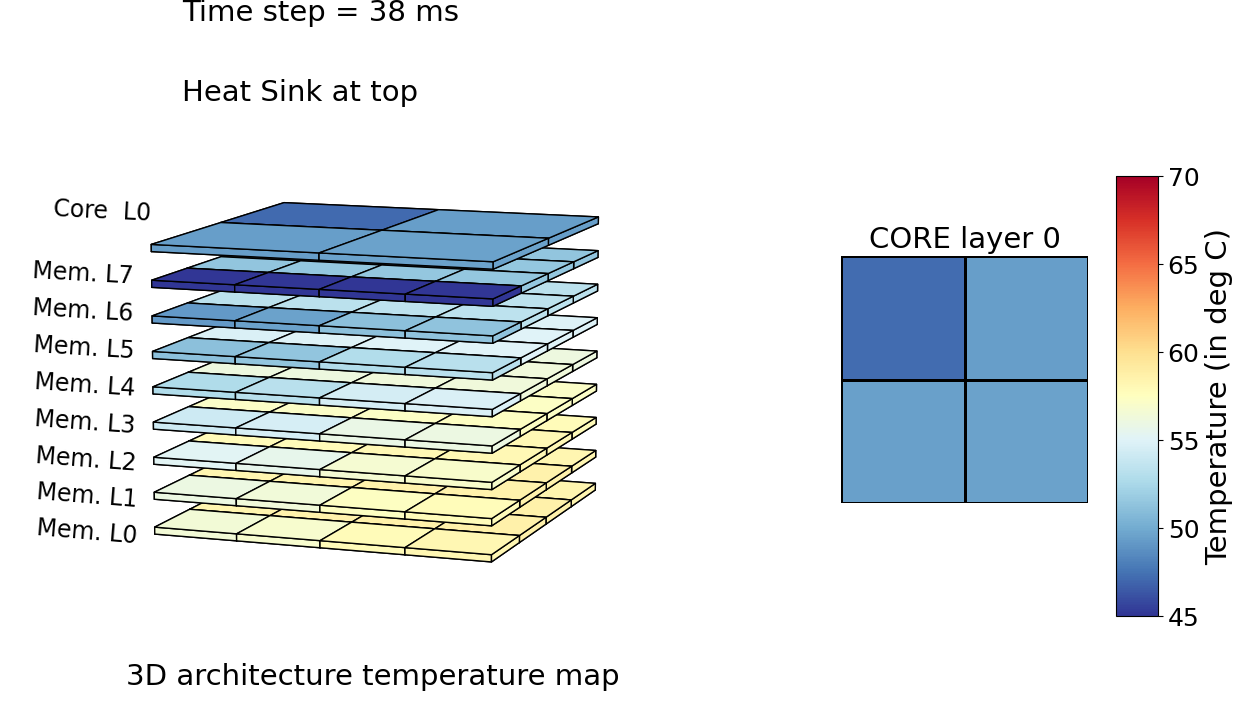 Time step = 38 ms
Heat Sink at top
Core  L0
Mem. L7
Mem. L6
Mem. L5
Mem. L4
Mem. L3
Mem. L2
Mem. L1
Mem. L0
3D architecture temperature map
CORE layer 0
70
65
60
55
50
45
Temperature (in deg C)